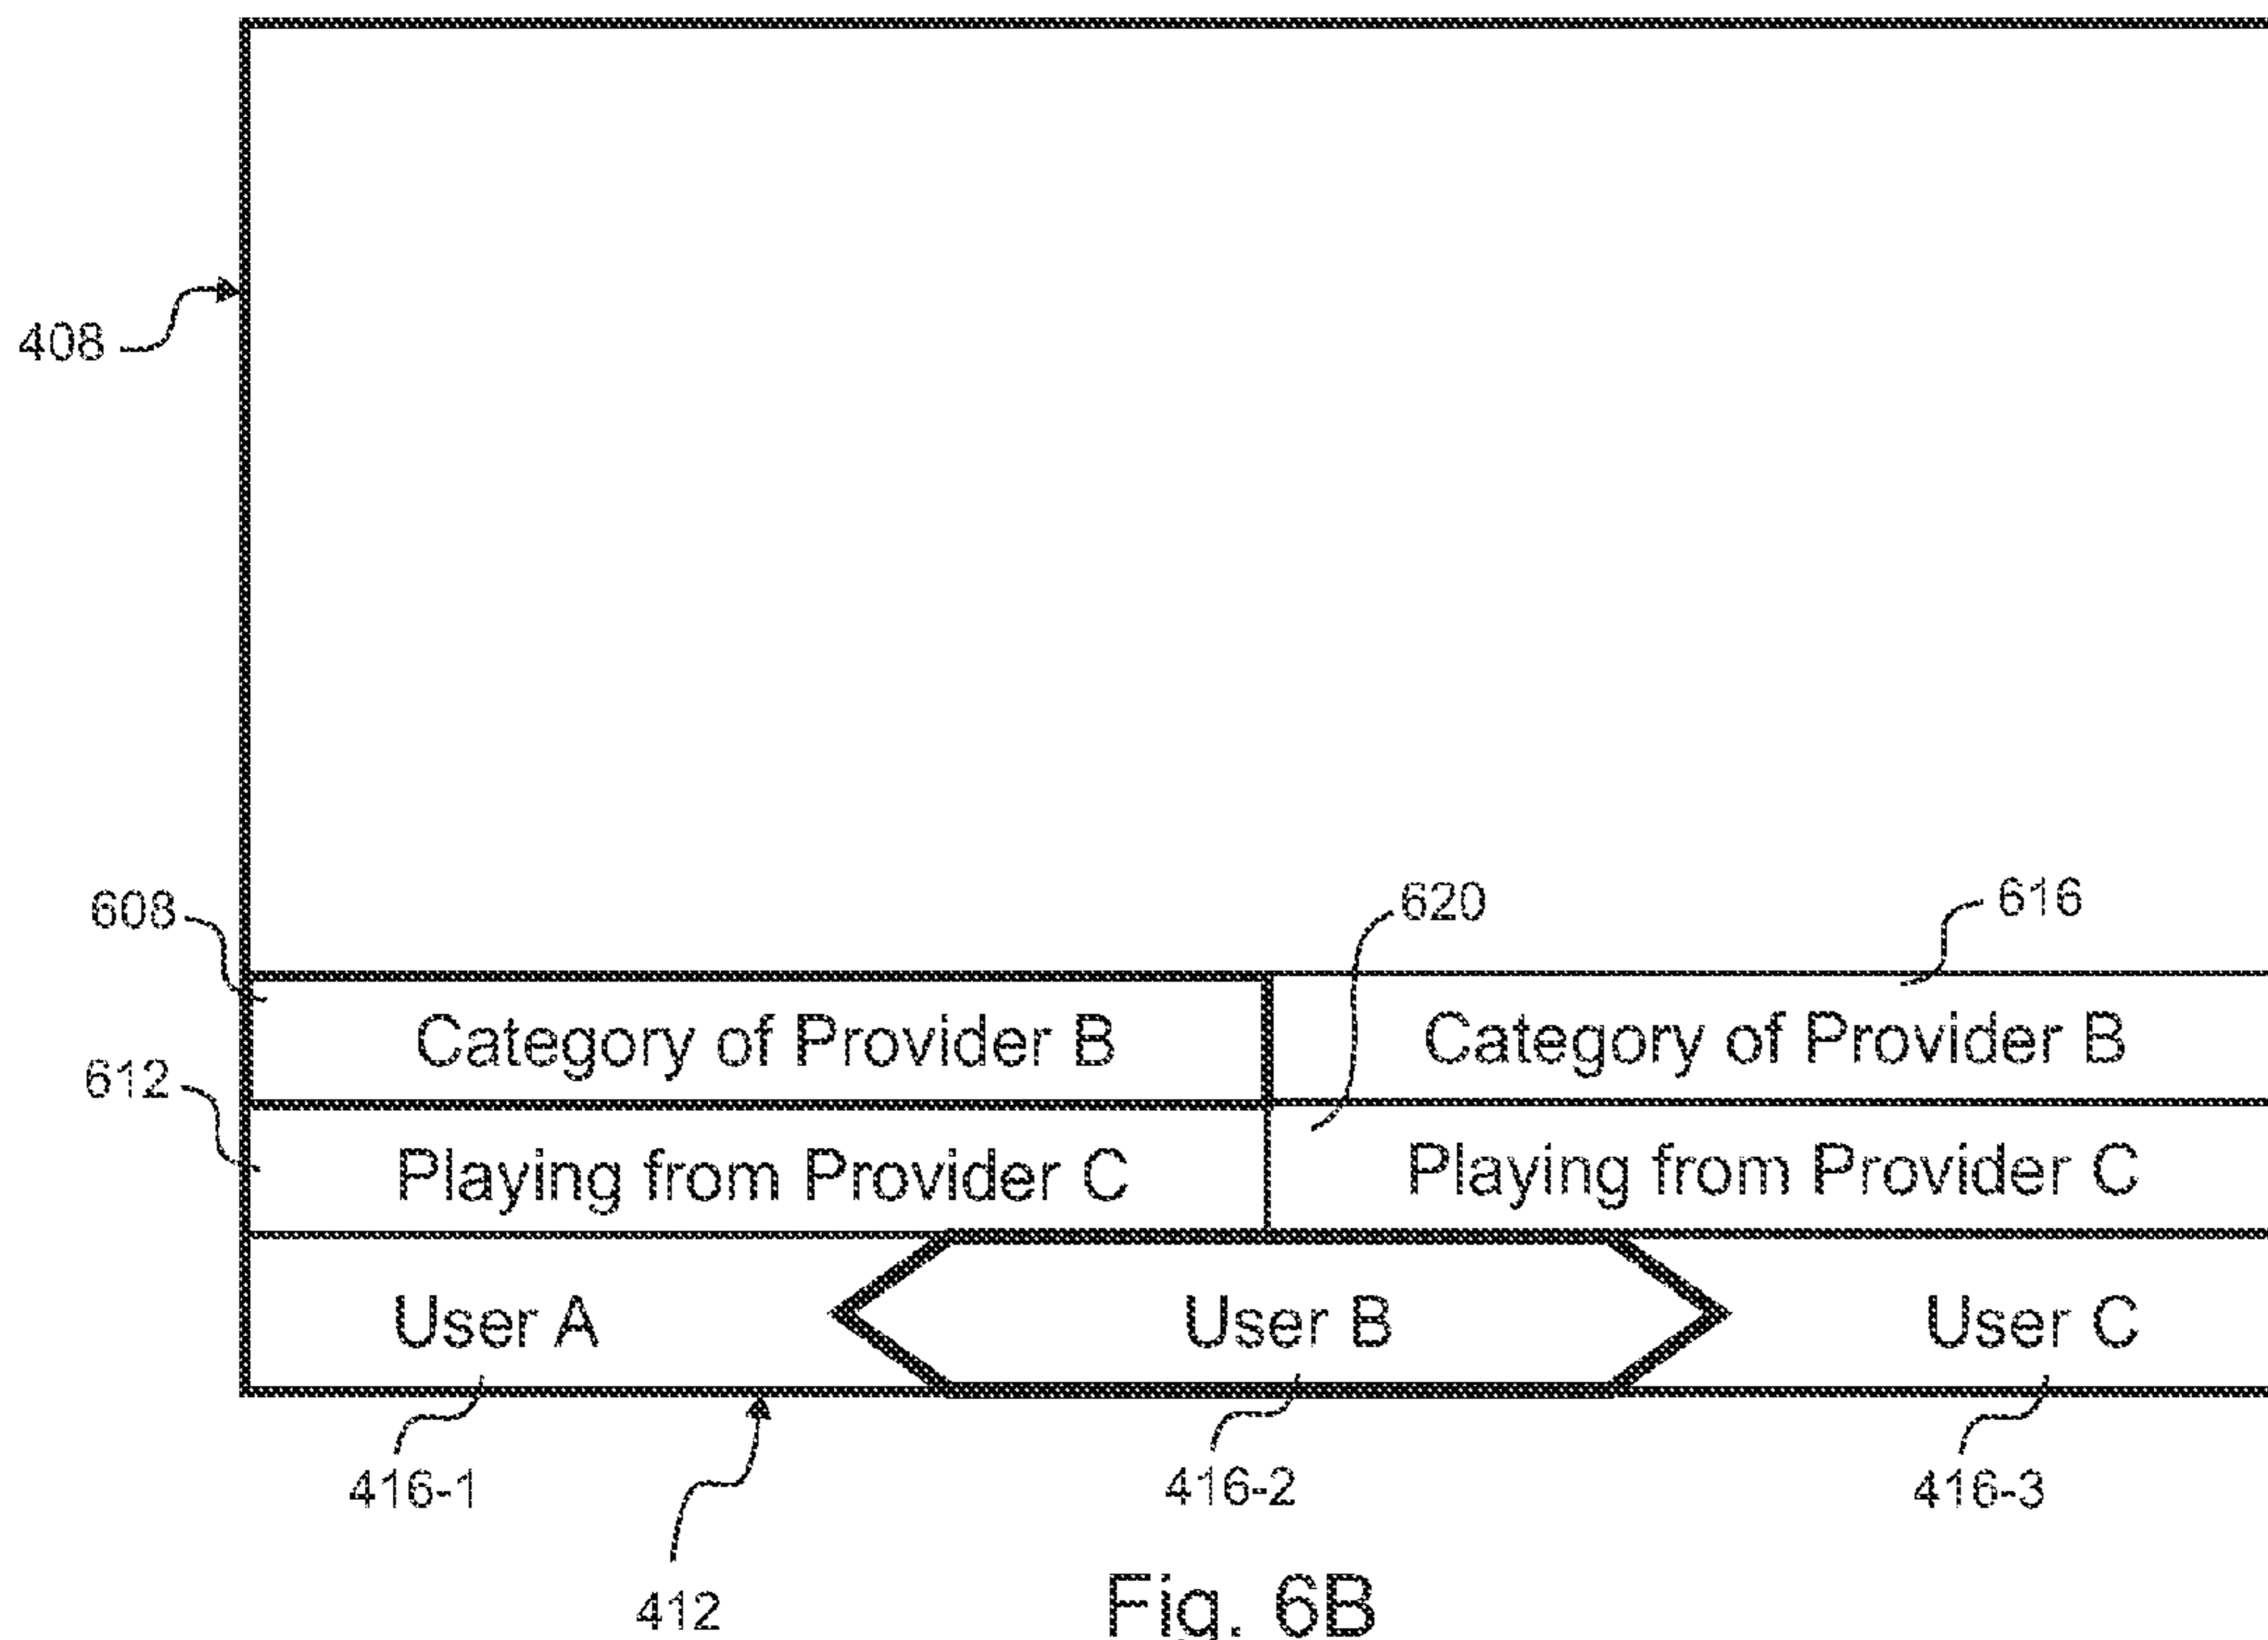 408
608
620
616
Category of Provider B
Category of Provider B
612
Playing from Provider C
Playing from Provider C
User A
User B
User C
416-1
416-2
416-3
412
Fig. 6B